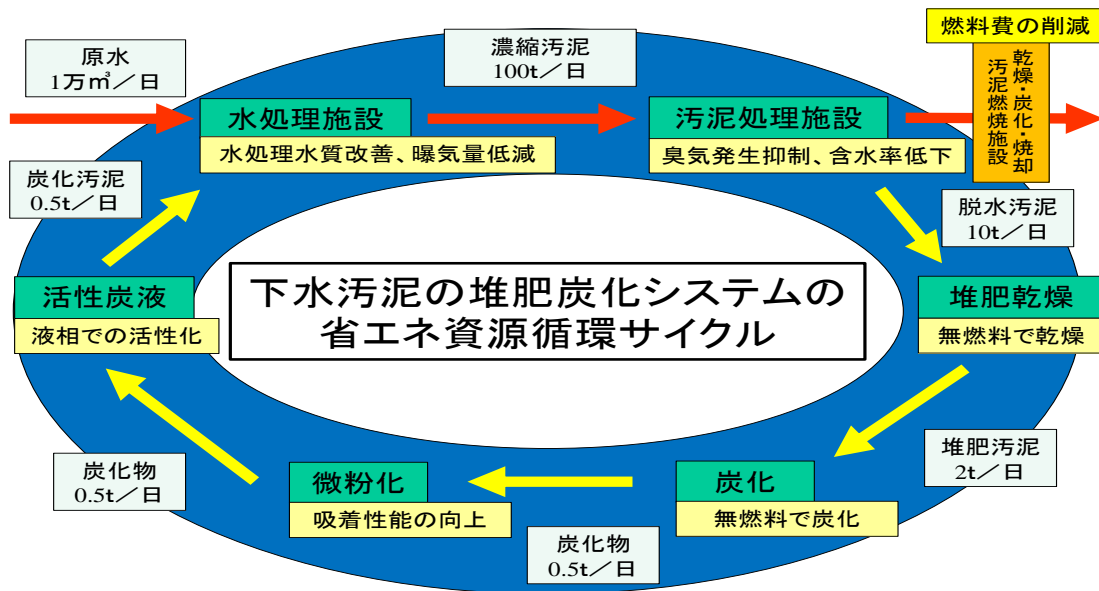 燃料費の削減
原水
1万㎥／日
濃縮汚泥
100t／日
乾燥・炭化・焼却
汚泥燃焼施設
水処理施設
水処理水質改善、曝気量低減
汚泥処理施設
臭気発生抑制、含水率低下
炭化汚泥
0.5t／日
脱水汚泥
10t／日
下水汚泥の堆肥炭化システムの
省エネ資源循環サイクル
活性炭液
液相での活性化
堆肥乾燥
無燃料で乾燥
堆肥汚泥
2t／日
炭化物
0.5t／日
微粉化
吸着性能の向上
炭化
無燃料で炭化
炭化物
0.5t／日